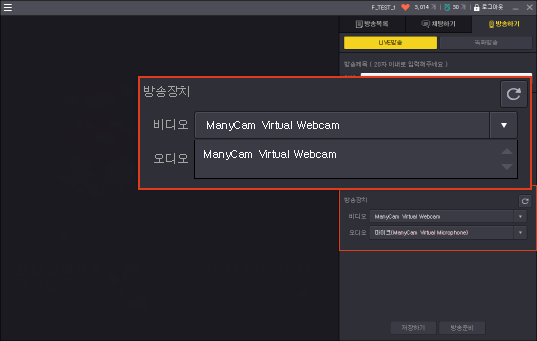 F_TEST_1 3,014 개 30 개 로그아웃
방송목록 채팅하기 방송하기
LIVE방송 녹화방송
방송제목 ( 20자 이내로 입력해주세요 )
방송장치
비디오 ManyCam Virtual Webcam
오디오 ManyCam Virtual Webcam
방송장치
비디오 ManyCam Virtual Webcam
오디오 마이크(ManyCam Virtual Microphone)
저장하기 방송준비